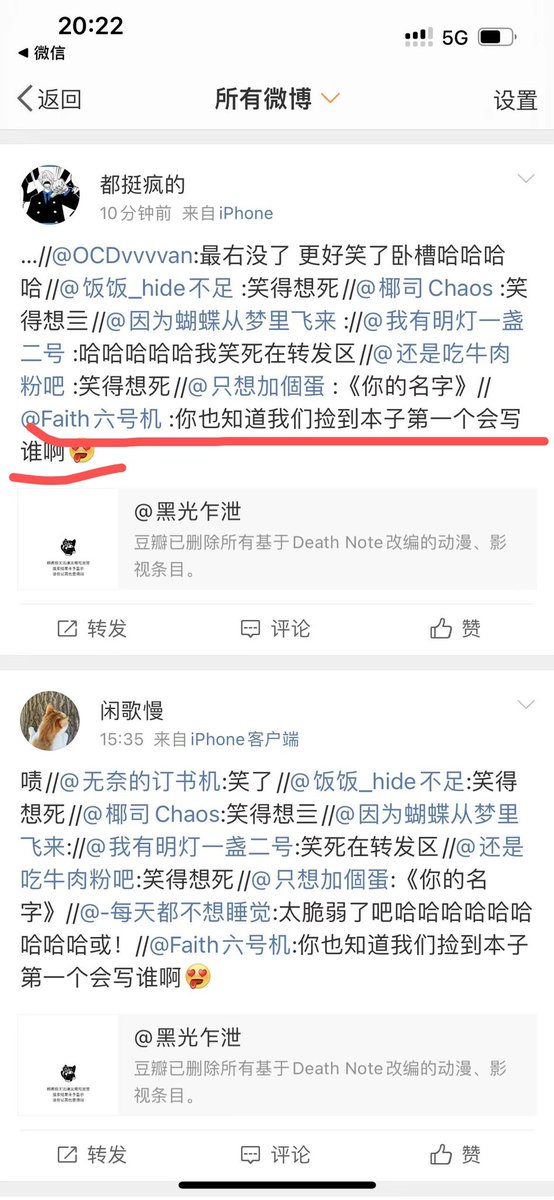 20:22
5G
◀ 微信
返回
所有微博
设置
都挺疯的
10分钟前 来自iPhone
...//@OCDvvvvan:最右没了 更好笑了卧槽哈哈哈
哈//@饭饭_hide不足 :笑得想死//@椰司Chaos :笑
得想亖//@因为蝴蝶从梦里飞来 ://@我有明灯一盏
二号 :哈哈哈哈哈我笑死在转发区//@还是吃牛肉
粉吧 :笑得想死//@只想加個蛋 :《你的名字》//
@Faith六号机 :你也知道我们捡到本子第一个会写
谁啊
@黑光乍泄
豆瓣已删除所有基于Death Note改编的动漫、影
视条目。
转发
评论
赞
闲歌慢
15:35 来自iPhone客户端
啧//@无奈的订书机:笑了//@饭饭_hide不足:笑得
想死//@椰司Chaos:笑得想亖//@因为蝴蝶从梦里
飞来://@我有明灯一盏二号:笑死在转发区//@还是
吃牛肉粉吧:笑得想死//@只想加個蛋:《你的名
字》//@-每天都不想睡觉:太脆弱了吧哈哈哈哈哈哈
哈哈哈哈或！//@Faith六号机:你也知道我们捡到本子
第一个会写谁啊
@黑光乍泄
豆瓣已删除所有基于Death Note改编的动漫、影
视条目。
转发
评论
赞